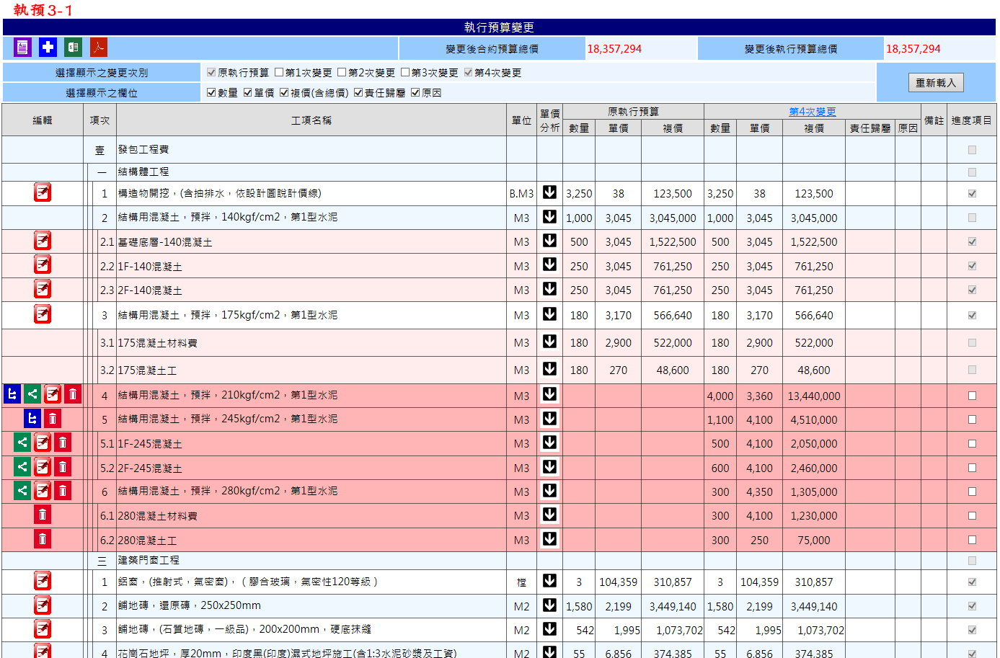 執預3-1
執行預算變更
變更後合約預算總價 18,357,294 變更後執行預算總價 18,357,294
選擇顯示之變更次別 原執行預算 第1次變更 第2次變更 第3次變更 第4次變更
重新載入
選擇顯示之欄位 數量 單價 複價(含總價) 責任歸屬 原因
編輯 項次 工項名稱 單位 單價分析 原執行預算 第4次變更 備註 進度項目
數量 單價 複價 數量 單價 複價 責任歸屬 原因
壹 發包工程費
一 結構體工程
1 構造物開挖，(含抽排水，依設計圖說計價線) B.M3 3,250 38 123,500 3,250 38 123,500
2 結構用混凝土，預拌，140kgf/cm2，第1型水泥 M3 1,000 3,045 3,045,000 1,000 3,045 3,045,000
2.1 基礎底層-140混凝土 M3 500 3,045 1,522,500 500 3,045 1,522,500
2.2 1F-140混凝土 M3 250 3,045 761,250 250 3,045 761,250
2.3 2F-140混凝土 M3 250 3,045 761,250 250 3,045 761,250
3 結構用混凝土，預拌，175kgf/cm2，第1型水泥 M3 180 3,170 566,640 180 3,170 566,640
3.1 175混凝土材料費 M3 180 2,900 522,000 180 2,900 522,000
3.2 175混凝土工 M3 180 270 48,600 180 270 48,600
4 結構用混凝土，預拌，210kgf/cm2，第1型水泥 M3 4,000 3,360 13,440,000
5 結構用混凝土，預拌，245kgf/cm2，第1型水泥 M3 1,100 4,100 4,510,000
5.1 1F-245混凝土 M3 500 4,100 2,050,000
5.2 2F-245混凝土 M3 600 4,100 2,460,000
6 結構用混凝土，預拌，280kgf/cm2，第1型水泥 M3 300 4,350 1,305,000
6.1 280混凝土材料費 M3 300 4,100 1,230,000
6.2 280混凝土工 M3 300 250 75,000
三 建築門窗工程
1 鋁窗，(推射式，氣密窗)，（膠合玻璃，氣密性120等級） 樘 3 104,359 310,857 3 104,359 310,857
2 舖地磚，還原磚，250x250mm M2 1,580 2,199 3,449,140 1,580 2,199 3,449,140
3 舖地磚，(石質地磚，一級品)，200x200mm，硬底抹縫 M2 542 1,995 1,073,702 542 1,995 1,073,702
4 花崗石地坪，厚20mm，印度黑(印度)濕式地坪施工(含1:3水泥砂漿及工資) M2 55 6,856 374,385 55 6,856 374,385